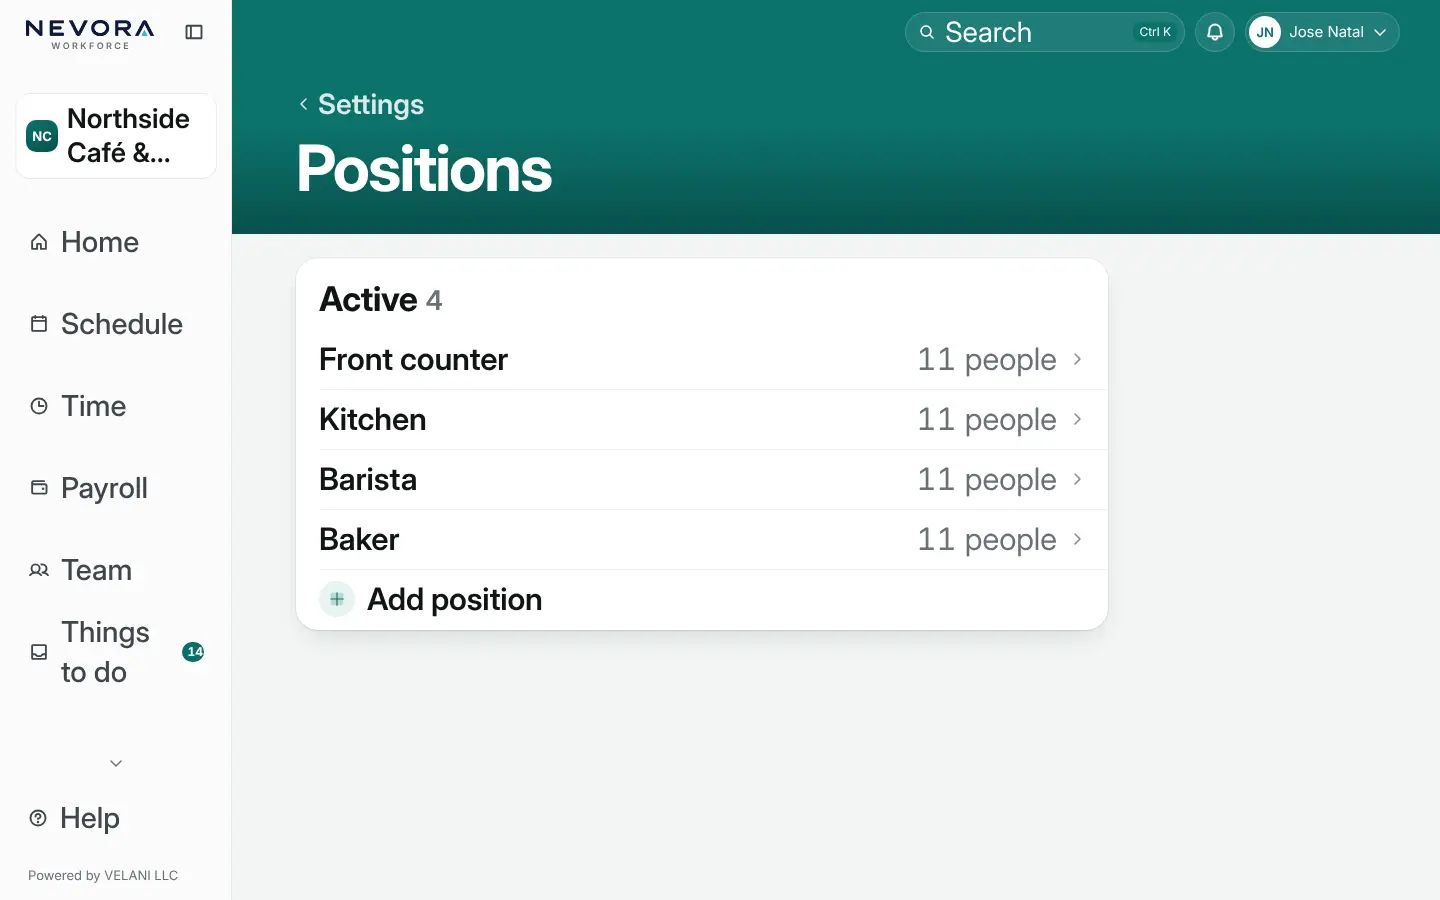 NEVORA
WORKFORCE
Search
Ctrl K
JN
Jose Natal
NC
Northside
Café &...
Settings
Positions
Home
Schedule
Time
Payroll
Team
Things
to do
14
Help
Powered by VELANI LLC
Active 4
Front counter
11 people
Kitchen
11 people
Barista
11 people
Baker
11 people
Add position